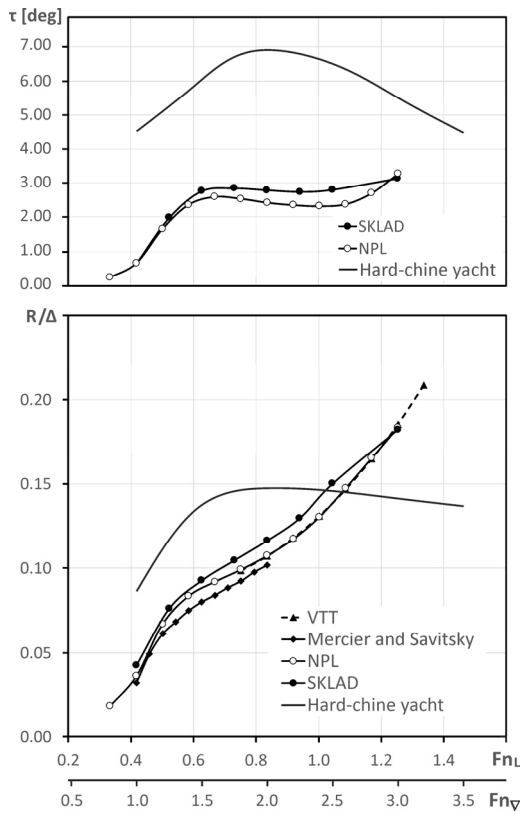 τ [deg]
7.00
6.00
5.00
4.00
3.00
2.00
1.00
0.00
SKLAD
NPL
Hard-chine yacht
R/Δ
0.20
0.15
0.10
0.05
0.00
VTT
Mercier and Savitsky
NPL
SKLAD
Hard-chine yacht
0.2 0.4 0.6 0.8 1.0 1.2 1.4 FnL
0.5 1.0 1.5 2.0 2.5 3.0 3.5 Fn∇